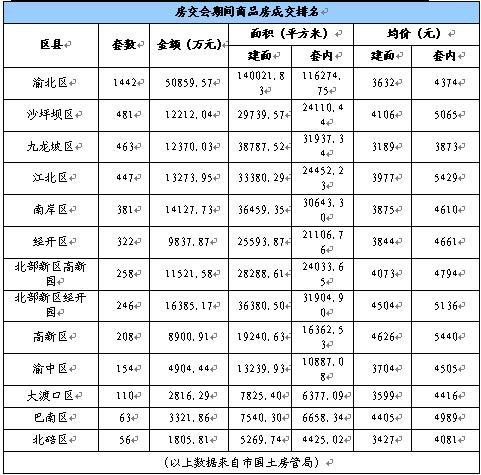 房交会期间商品房成交排名
区县 套数 金额（万元） 面积（平方米） 均价（元）
建面 套内 建面 套内
渝北区 1442 50859.57 140021.83 116274.75 3632 4374
沙坪坝区 481 12212.04 29739.57 24110.44 4106 5065
九龙坡区 463 12370.03 38787.52 31937.34 3189 3873
江北区 447 13273.95 33380.29 24452.23 3977 5429
南岸区 381 14127.73 36459.35 30643.30 3875 4610
经开区 322 9837.87 25593.87 21106.76 3844 4661
北部新区高新园 258 11521.58 28288.61 24033.65 4073 4794
北部新区经开园 246 16385.17 36380.50 31904.90 4504 5136
高新区 208 8900.91 19240.63 16362.53 4626 5440
渝中区 154 4904.44 13239.93 10887.08 3704 4505
大渡口区 110 2816.29 7825.40 6377.09 3599 4416
巴南区 63 3321.86 7540.30 6658.34 4405 4989
北碚区 56 1805.81 5269.74 4425.02 3427 4081
（以上数据来自市国土房管局）